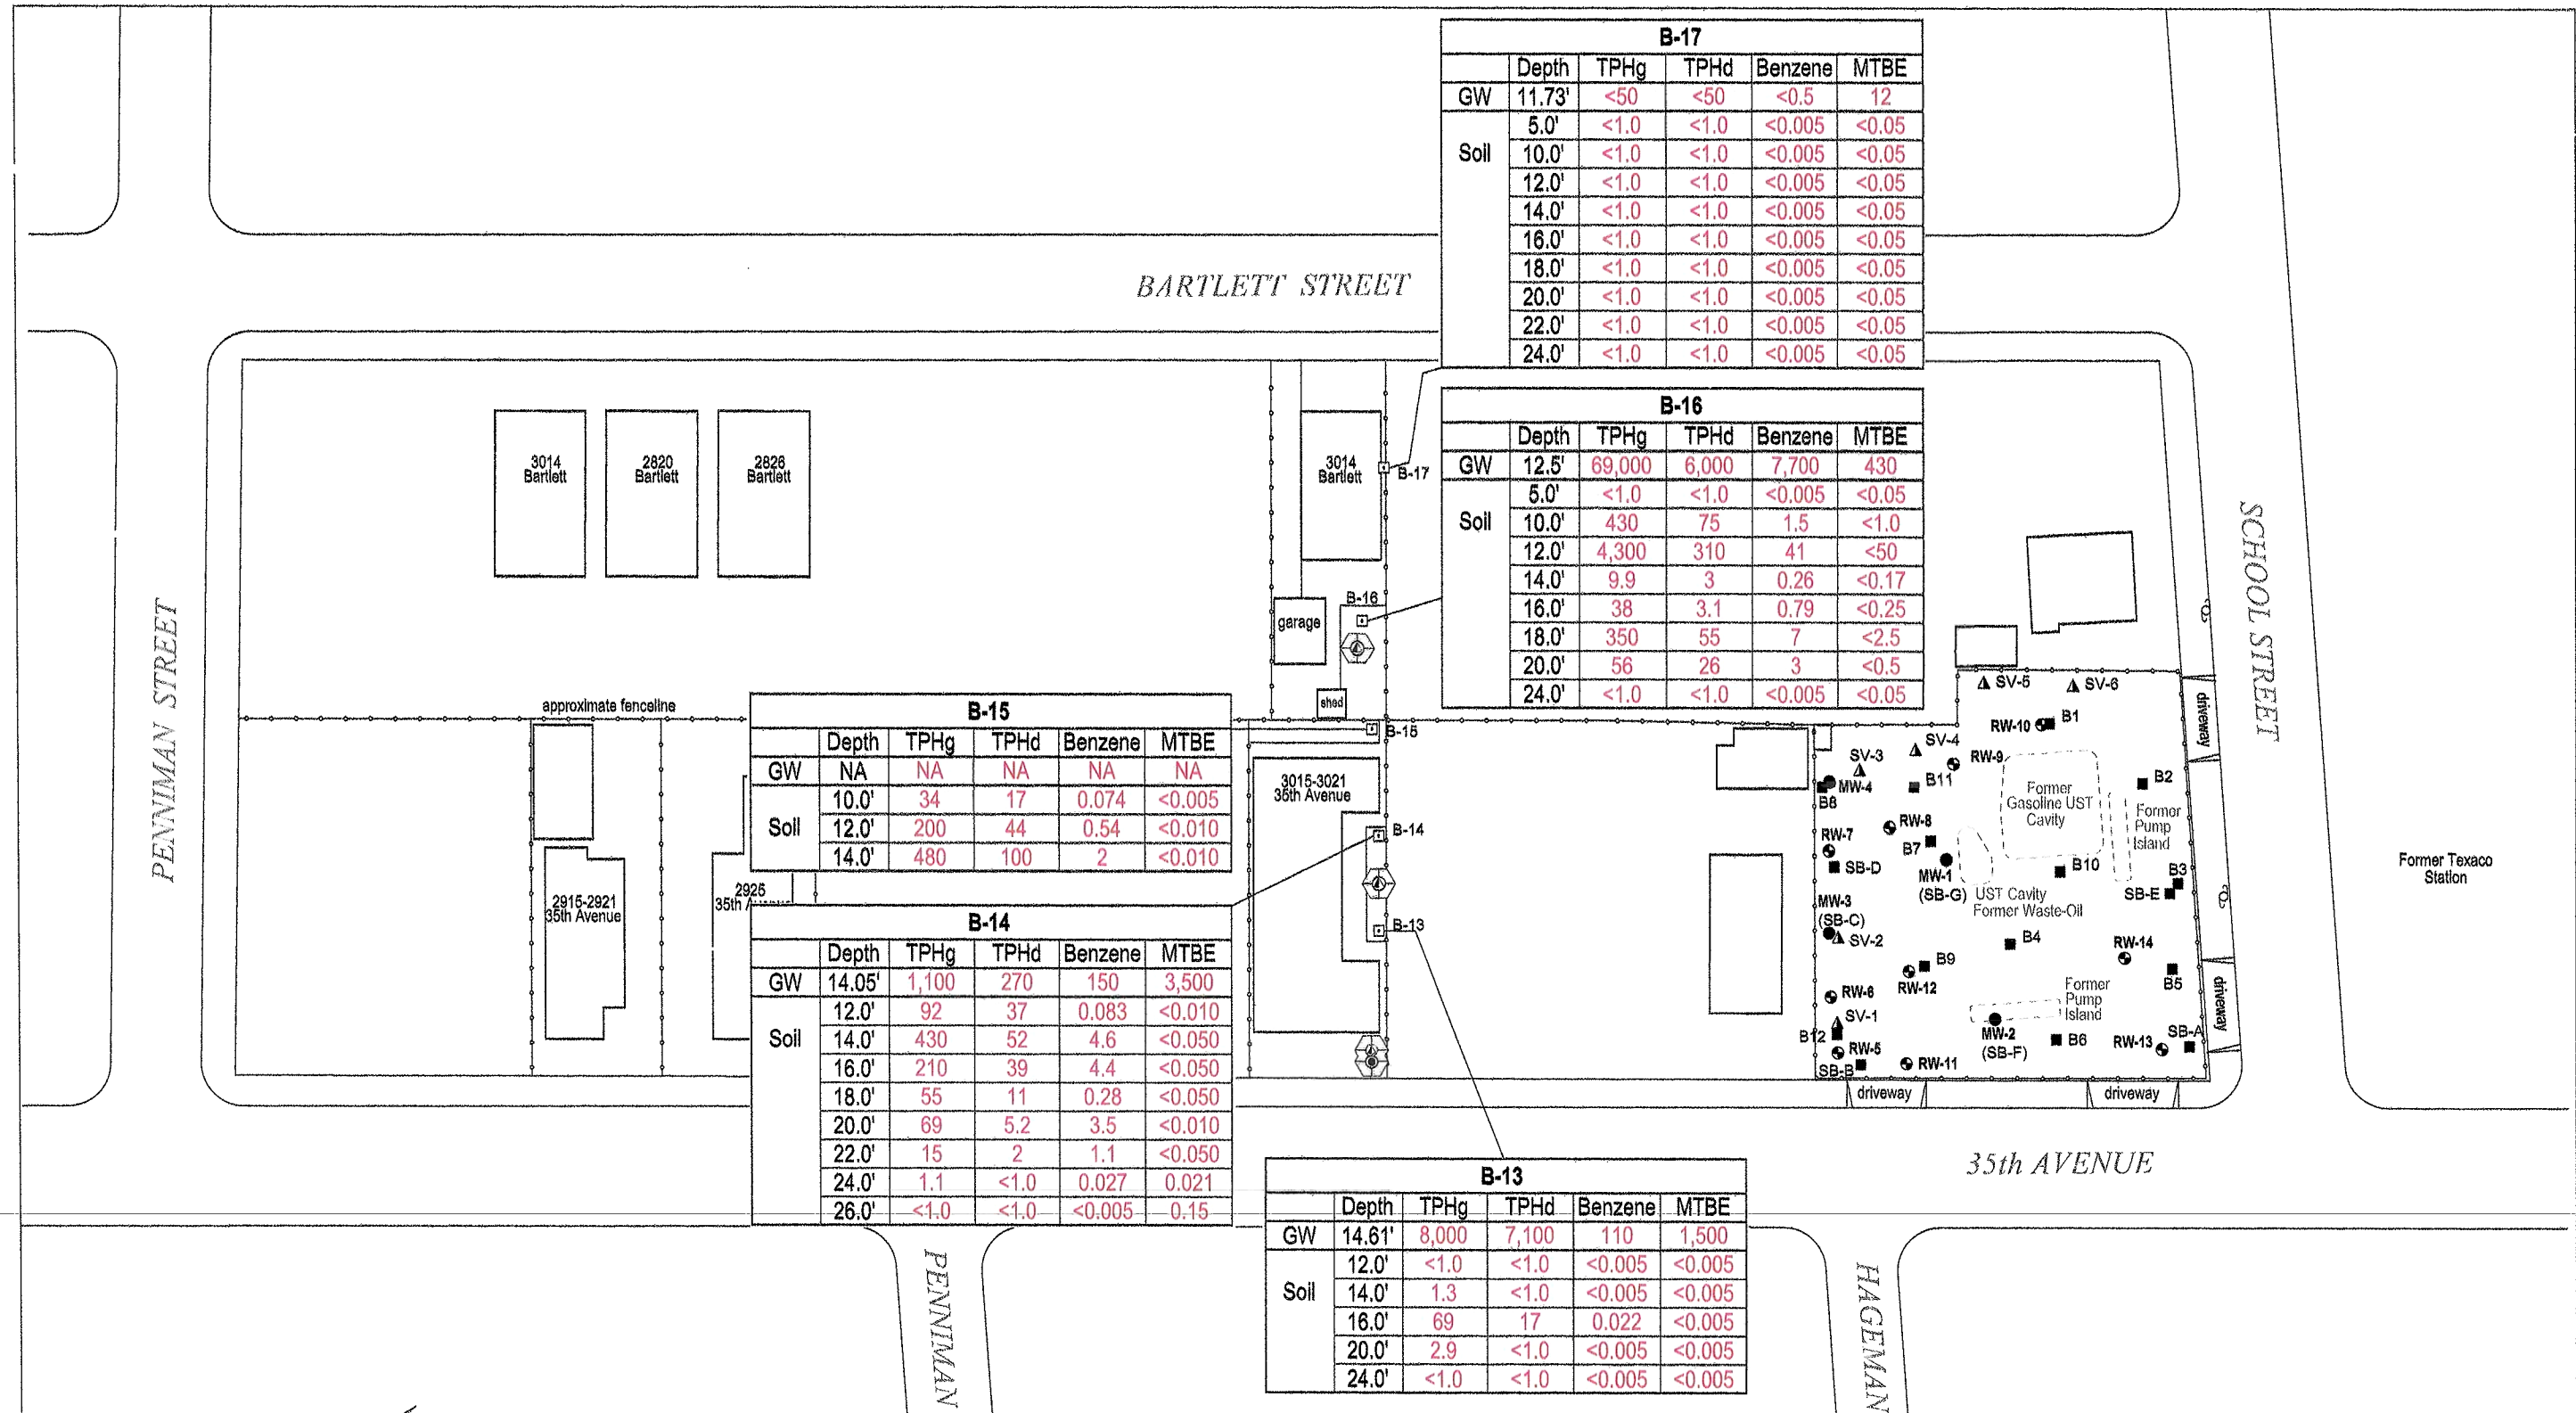 B-17
Depth TPHg TPHd Benzene MTBE
GW 11.73' <50 <50 <0.5 12
5.0' <1.0 <1.0 <0.005 <0.05
Soil 10.0' <1.0 <1.0 <0.005 <0.05
12.0' <1.0 <1.0 <0.005 <0.05
14.0' <1.0 <1.0 <0.005 <0.05
16.0' <1.0 <1.0 <0.005 <0.05
18.0' <1.0 <1.0 <0.005 <0.05
20.0' <1.0 <1.0 <0.005 <0.05
22.0' <1.0 <1.0 <0.005 <0.05
24.0' <1.0 <1.0 <0.005 <0.05
BARTLETT STREET
B-16
Depth TPHg TPHd Benzene MTBE
GW 12.5' 69,000 6,000 7,700 430
5.0' <1.0 <1.0 <0.005 <0.05
Soil 10.0' 430 75 1.5 <1.0
12.0' 4,300 310 41 <50
14.0' 9.9 3 0.26 <0.17
16.0' 38 3.1 0.79 <0.25
18.0' 350 55 7 <2.5
20.0' 56 26 3 <0.5
24.0' <1.0 <1.0 <0.005 <0.05
3014
Bartlett
2820
Bartlett
2826
Bartlett
3014
Bartlett
B-17
B-16
garage
shed
B-15
PENNIMAN STREET
SCHOOL STREET
approximate fenceline
B-15
Depth TPHg TPHd Benzene MTBE
GW NA NA NA NA NA
10.0' 34 17 0.074 <0.005
Soil 12.0' 200 44 0.54 <0.010
14.0' 480 100 2 <0.010
2915-2921
35th Avenue
2925
35th
B-14
Depth TPHg TPHd Benzene MTBE
GW 14.05' 1,100 270 150 3,500
12.0' 92 37 0.083 <0.010
Soil 14.0' 430 52 4.6 <0.050
16.0' 210 39 4.4 <0.050
18.0' 55 11 0.28 <0.050
20.0' 69 5.2 3.5 <0.010
22.0' 15 2 1.1 <0.050
24.0' 1.1 <1.0 0.027 0.021
26.0' <1.0 <1.0 <0.005 0.15
3015-3021
35th Avenue
B-14
B-13
SV-5
SV-6
RW-10
B1
SV-4
SV-3
RW-9
MW-4
B8
B11
B2
driveway
Former
Gasoline UST
Cavity
Former
Pump
Island
RW-8
RW-7
B7
SB-D
MW-1
(SB-G)
B10
B3
SB-E
UST Cavity
Former Waste-Oil
MW-3
(SB-C)
SV-2
B4
RW-14
B9
RW-12
B5
RW-6
Former
Pump
Island
SV-1
B12
RW-5
SB-B
RW-11
MW-2
(SB-F)
B6
RW-13
SB-A
driveway
driveway
driveway
Former Texaco
Station
35th AVENUE
B-13
Depth TPHg TPHd Benzene MTBE
GW 14.61' 8,000 7,100 110 1,500
12.0' <1.0 <1.0 <0.005 <0.005
Soil 14.0' 1.3 <1.0 <0.005 <0.005
16.0' 69 17 0.022 <0.005
20.0' 2.9 <1.0 <0.005 <0.005
24.0' <1.0 <1.0 <0.005 <0.005
PENNIMAN
HAGEMAN